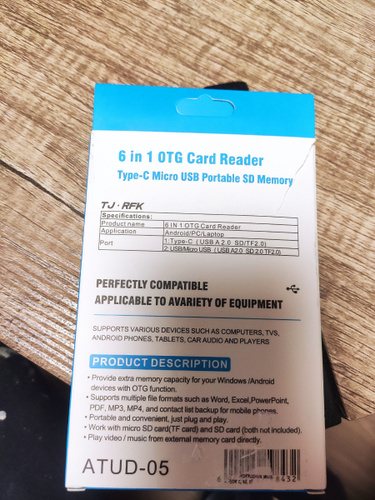 6 in 1 OTG Card Reader
Type-C Micro USB Portable SD Memory
TJ·RFK
Specifications:
Product name 6 IN 1 OTG Card Reader
Application Android/PC/Laptop
Port 1:Type-C (USB A 2.0 SD/TF2.0)
2:USB/Micro USB (USB A2.0 SD 2.0 TF2.0)
PERFECTLY COMPATIBLE
APPLICABLE TO AVARIETY OF EQUIPMENT
SUPPORTS VARIOUS DEVICES SUCH AS COMPUTERS, TVS,
ANDROID PHONES, TABLETS, CAR AUDIO AND PLAYERS
PRODUCT DESCRIPTION
• Provide extra memory capacity for your Windows /Android
devices with OTG function.
• Supports multiple file formats such as Word, Excel,PowerPoint,
PDF, MP3, MP4, and contact list backup for mobile phones.
• Portable and convenient, just plug and play.
• Work with micro SD card(TF card) and SD card (both not included).
• Play video / music from external memory card directly.
ATUD-05
6 8432